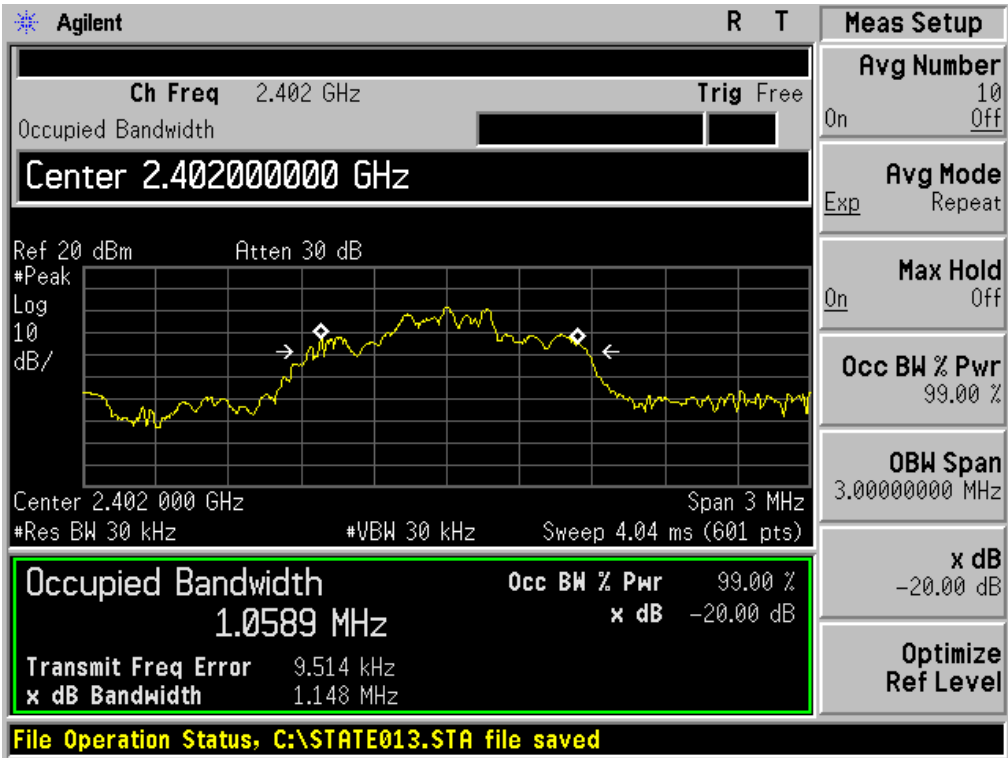 Agilent R T
Ch Freq 2.402 GHz Trig Free
Occupied Bandwidth
Center 2.402000000 GHz
Ref 20 dBm Atten 30 dB
#Peak
Log
10
dB/
Center 2.402 000 GHz Span 3 MHz
#Res BW 30 kHz #VBW 30 kHz Sweep 4.04 ms (601 pts)
Occupied Bandwidth Occ BW % Pwr 99.00 %
1.0589 MHz x dB -20.00 dB
Transmit Freq Error 9.514 kHz
x dB Bandwidth 1.148 MHz
File Operation Status, C:\STATE013.STA file saved
Meas Setup
Avg Number
10
On Off
Avg Mode
Exp Repeat
Max Hold
On Off
Occ BW % Pwr
99.00 %
OBW Span
3.00000000 MHz
x dB
-20.00 dB
Optimize
Ref Level